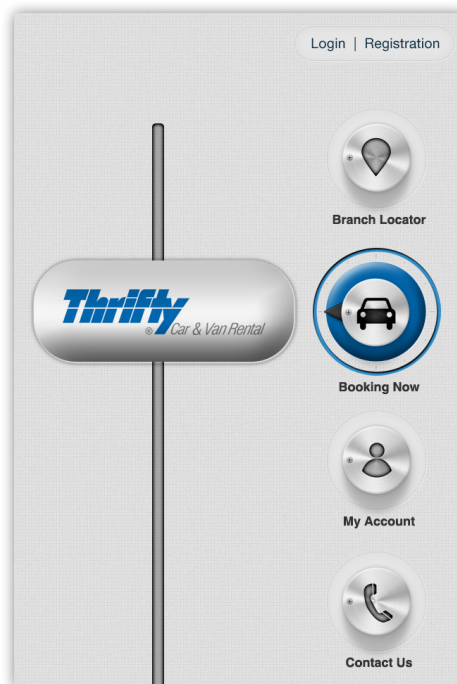 Login | Registration
Branch Locator
Thrifty
® Car & Van Rental
Booking Now
My Account
Contact Us